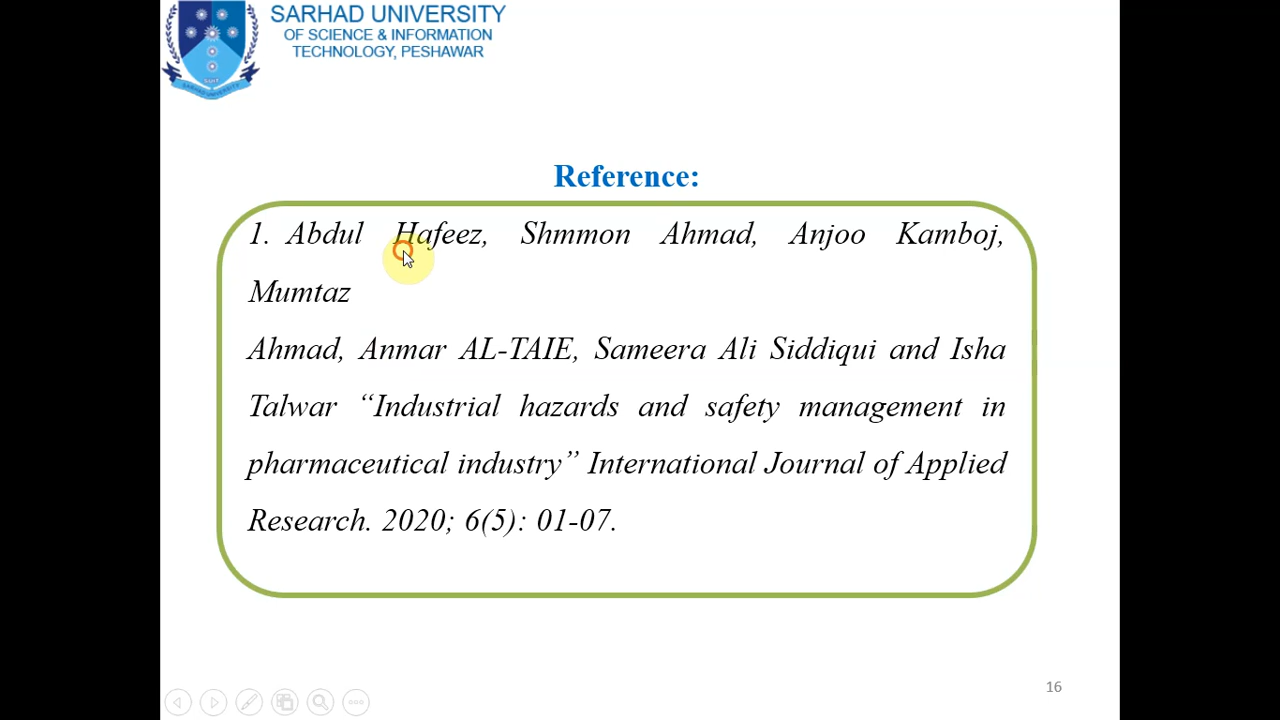 SARHAD UNIVERSITY
OF SCIENCE & INFORMATION
TECHNOLOGY, PESHAWAR
SARHAD UNIVERSITY
Reference:
1. Abdul Hafeez, Shmmon Ahmad, Anjoo Kamboj,
Mumtaz
Ahmad, Anmar AL-TAIE, Sameera Ali Siddiqui and Isha
Talwar “Industrial hazards and safety management in
pharmaceutical industry” International Journal of Applied
Research. 2020; 6(5): 01-07.
16